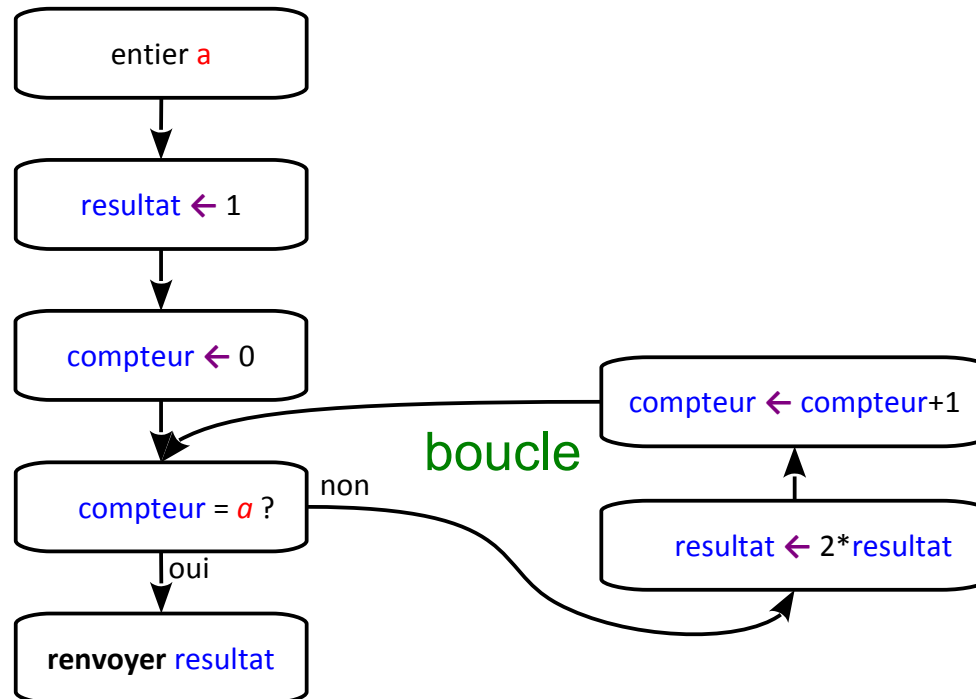 entier a
resultat ← 1
compteur ← 0
compteur = a ?
non
oui
renvoyer resultat
boucle
resultat ← 2*resultat
compteur ← compteur+1